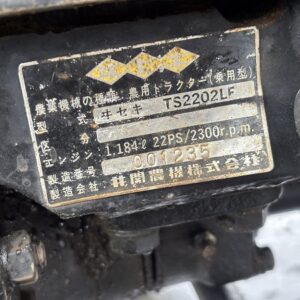 農業機械の種類 農用トラクター(乗用型)
型式 ヰセキ TS2202LF
区分
エンジン 1,184ℓ 22PS/2300r.p.m.
製造番号 001235
製造会社 井関農機株式会社